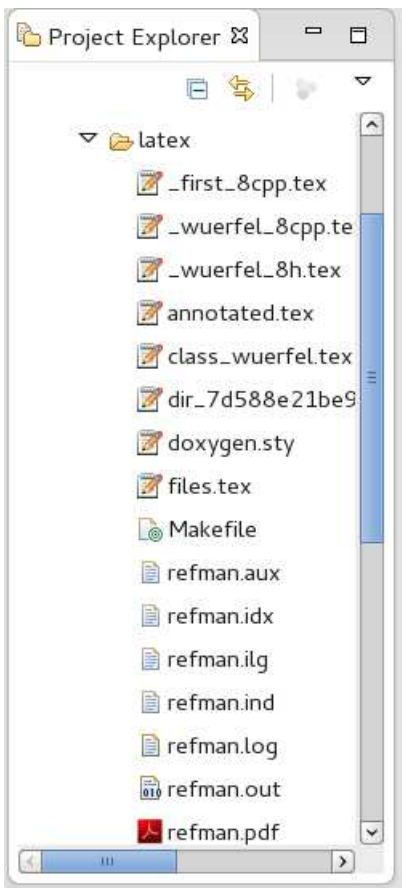 Project Explorer
latex
_first_8cpp.tex
_wuerfel_8cpp.te
_wuerfel_8h.tex
annotated.tex
class_wuerfel.tex
dir_7d588e21be9
doxygen.sty
files.tex
Makefile
refman.aux
refman.idx
refman.ilg
refman.ind
refman.log
refman.out
refman.pdf